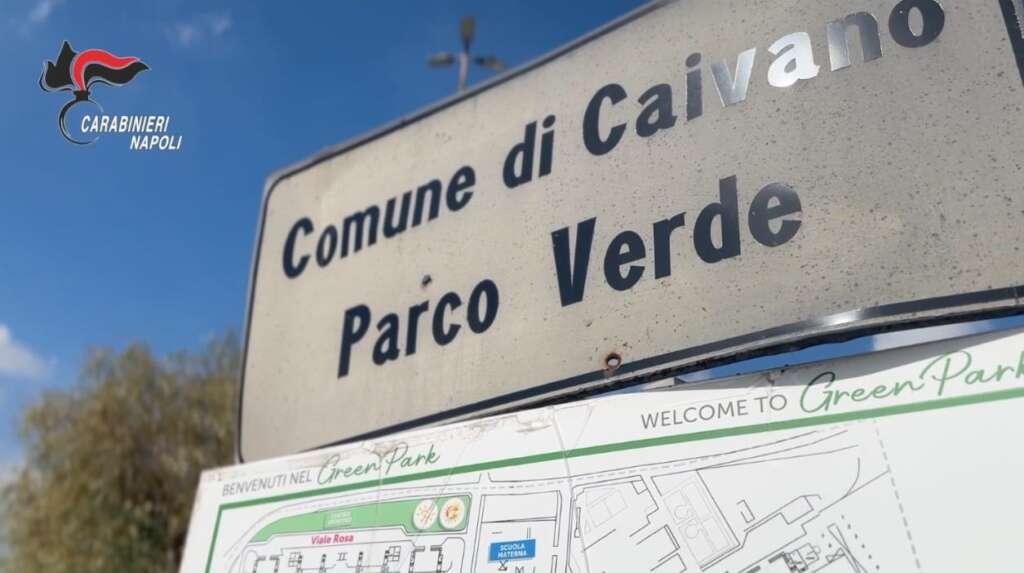 CARABINIERI
NAPOLI
Comune di Caivano
Parco Verde
WELCOME TO Green Park
BENVENUTI NEL Green Park
Viale Rosa
SCUOLA
MATERNA